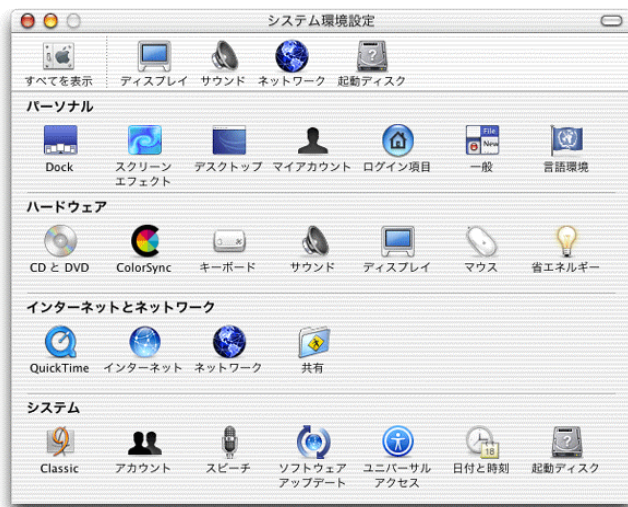 システム環境設定
すべてを表示 ディスプレイ サウンド ネットワーク 起動ディスク
パーソナル
Dock スクリーン エフェクト デスクトップ マイアカウント ログイン項目 一般 言語環境
File
New
ハードウェア
CD と DVD ColorSync キーボード サウンド ディスプレイ マウス 省エネルギー
インターネットとネットワーク
QuickTime インターネット ネットワーク 共有
システム
18
Classic アカウント スピーチ ソフトウェア アップデート ユニバーサル アクセス 日付と時刻 起動ディスク